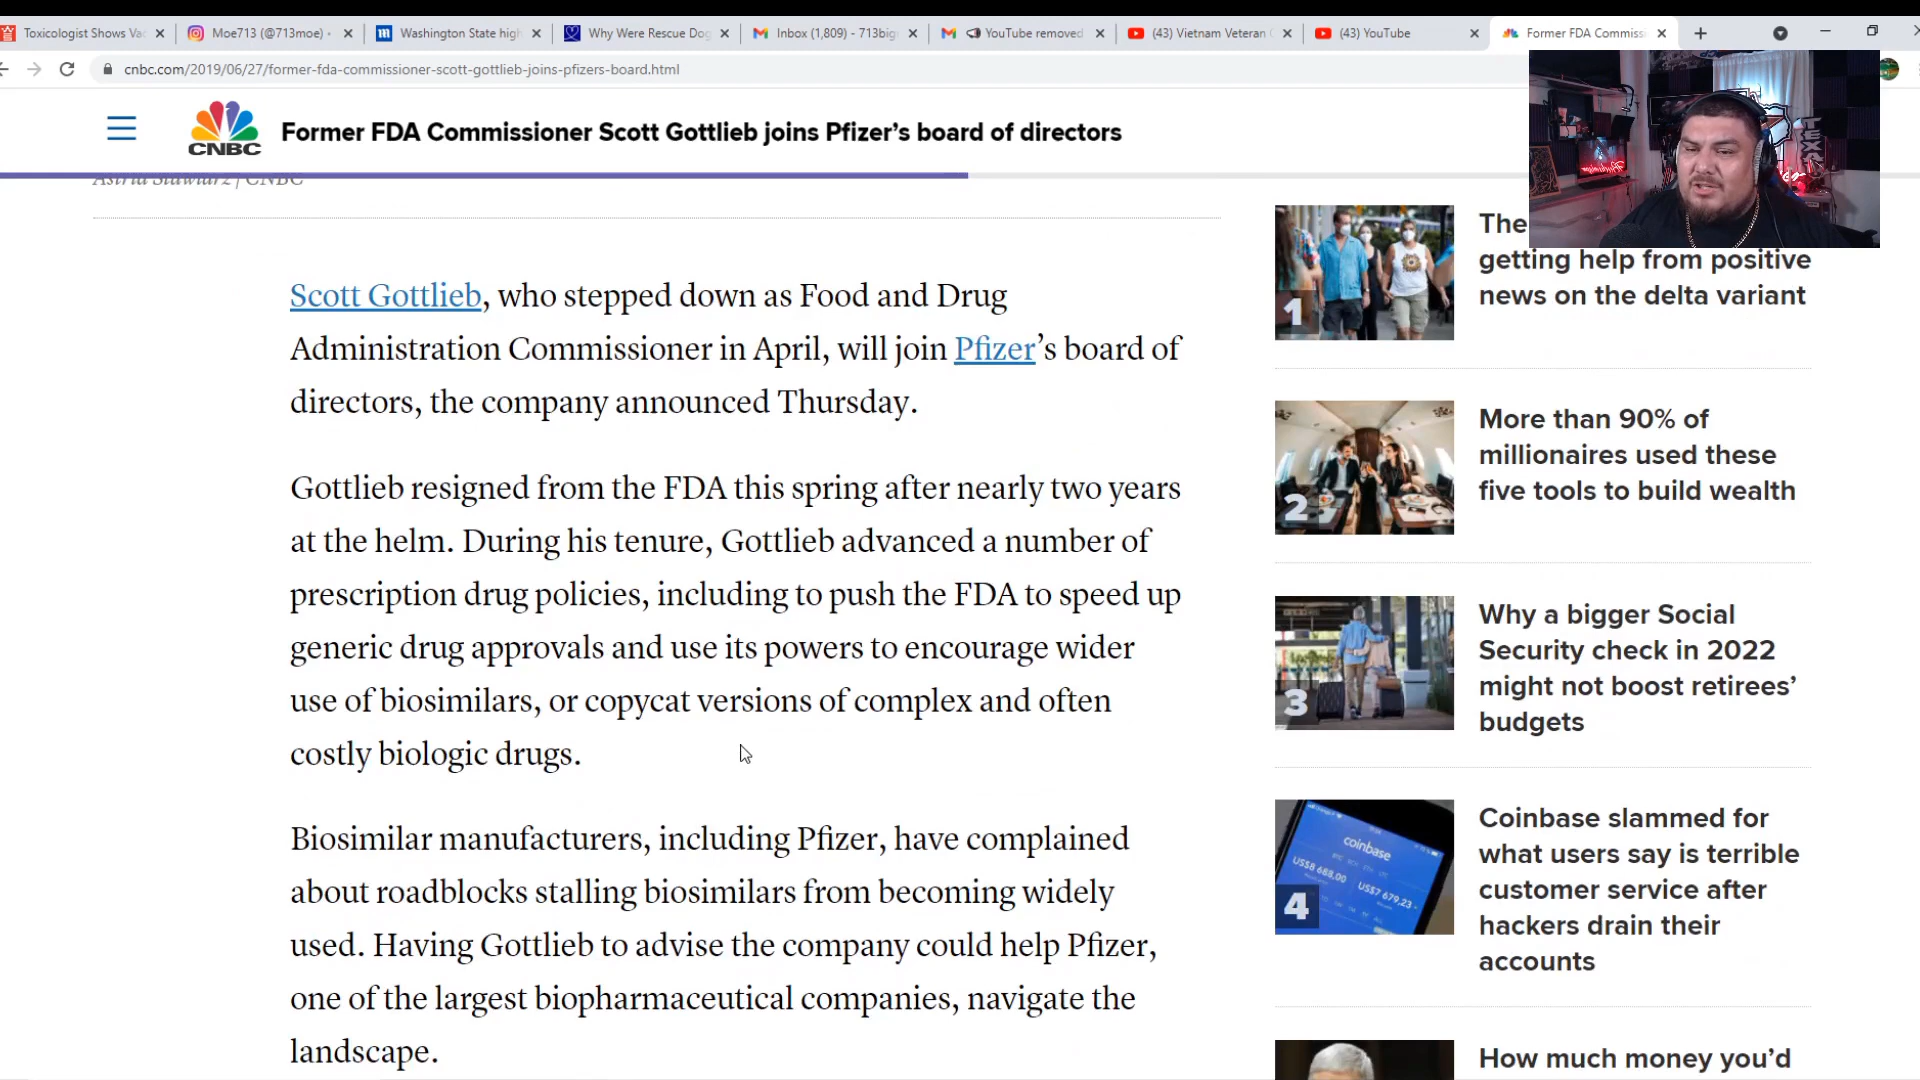 Toxicologist Shows Va
Moe713 (@713moe) •
Washington State high
Why Were Rescue Dog
Inbox (1,809) - 713big
YouTube removed
(43) Vietnam Veteran
(43) YouTube
Former FDA Commiss
cnbc.com/2019/06/27/former-fda-commissioner-scott-gottlieb-joins-pfizers-board.html
CNBC
Former FDA Commissioner Scott Gottlieb joins Pfizer's board of directors
Scott Gottlieb, who stepped down as Food and Drug
Administration Commissioner in April, will join Pfizer's board of
directors, the company announced Thursday.
Gottlieb resigned from the FDA this spring after nearly two years
at the helm. During his tenure, Gottlieb advanced a number of
prescription drug policies, including to push the FDA to speed up
generic drug approvals and use its powers to encourage wider
use of biosimilars, or copycat versions of complex and often
costly biologic drugs.
Biosimilar manufacturers, including Pfizer, have complained
about roadblocks stalling biosimilars from becoming widely
used. Having Gottlieb to advise the company could help Pfizer,
one of the largest biopharmaceutical companies, navigate the
landscape.
1
The
getting help from positive
news on the delta variant
2
More than 90% of
millionaires used these
five tools to build wealth
3
Why a bigger Social
Security check in 2022
might not boost retirees'
budgets
coinbase
US$8 688,00
US$7 679,23
4
Coinbase slammed for
what users say is terrible
customer service after
hackers drain their
accounts
How much money you'd